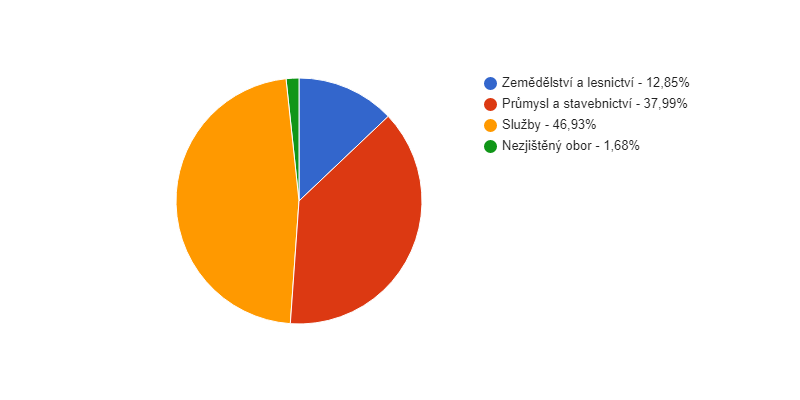 Zemědělství a lesnictví - 12,85%
Průmysl a stavebnictví - 37,99%
Služby - 46,93%
Nezjištěný obor - 1,68%